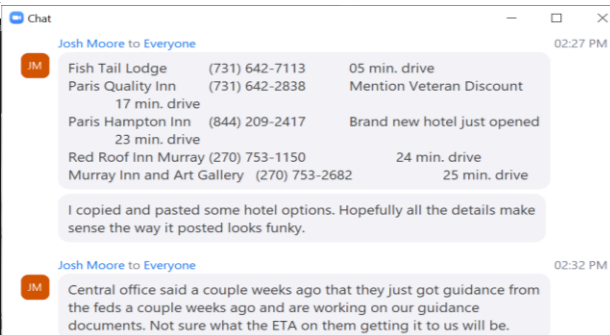 Chat
Josh Moore to Everyone 02:27 PM
JM
Fish Tail Lodge (731) 642-7113 05 min. drive
Paris Quality Inn (731) 642-2838 Mention Veteran Discount
17 min. drive
Paris Hampton Inn (844) 209-2417 Brand new hotel just opened
23 min. drive
Red Roof Inn Murray (270) 753-1150 24 min. drive
Murray Inn and Art Gallery (270) 753-2682 25 min. drive
I copied and pasted some hotel options. Hopefully all the details make
sense the way it posted looks funky.
Josh Moore to Everyone 02:32 PM
JM
Central office said a couple weeks ago that they just got guidance from
the feds a couple weeks ago and are working on our guidance
documents. Not sure what the ETA on them getting it to us will be.